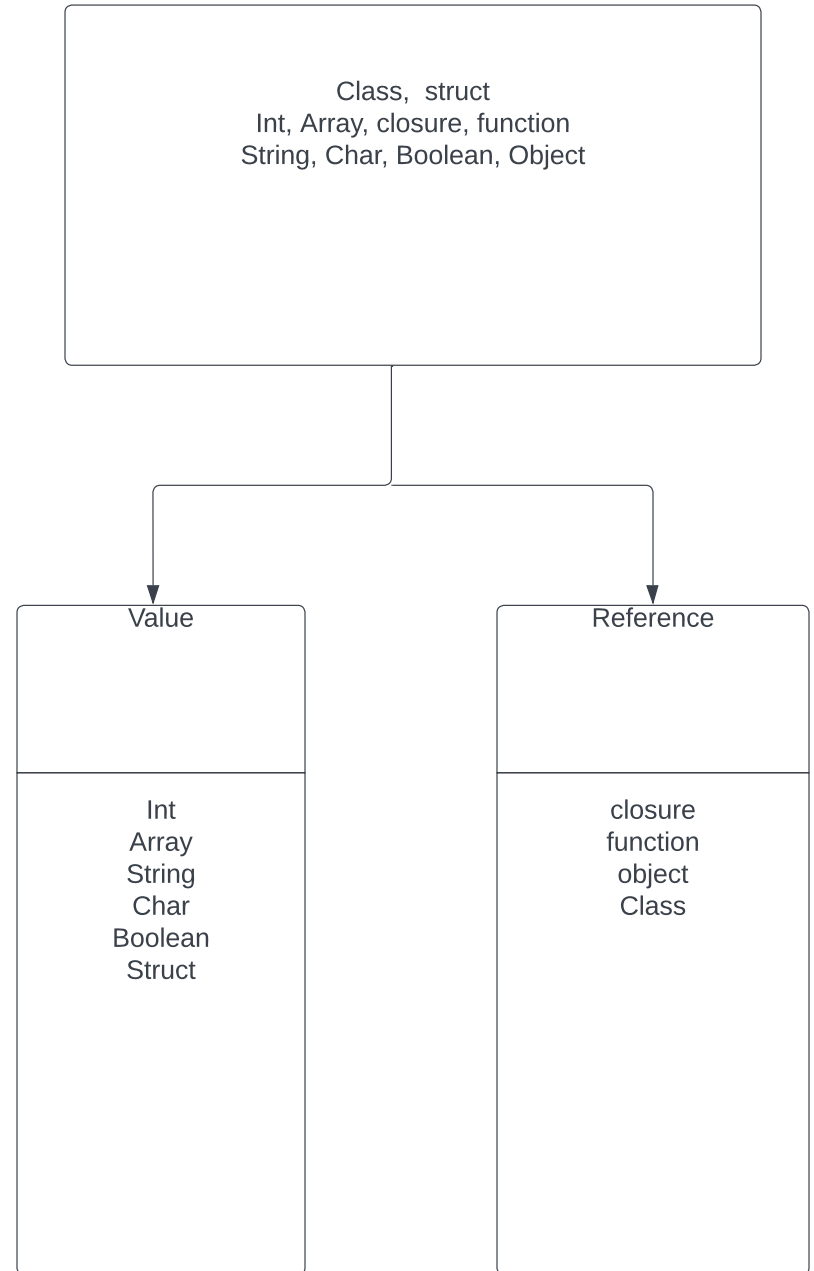 Class,  struct
Int, Array, closure, function
String, Char, Boolean, Object
Value
Reference
Int
Array
String
Char
Boolean
Struct
closure
function
object
Class